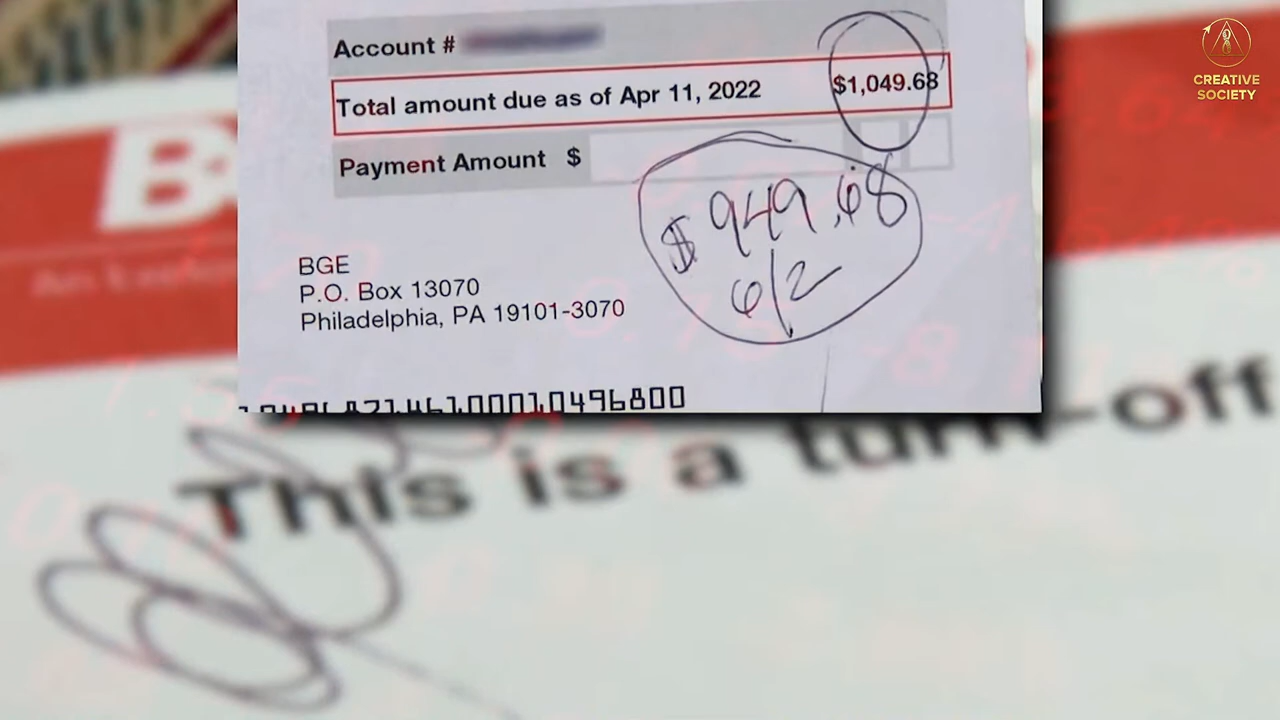 CREATIVE
SOCIETY
Account #
Total amount due as of Apr 11, 2022 $1,049.68
Payment Amount $
$949.68
6/2
BGE
P.O. Box 13070
Philadelphia, PA 19101-3070
10496800
This is a turn-off